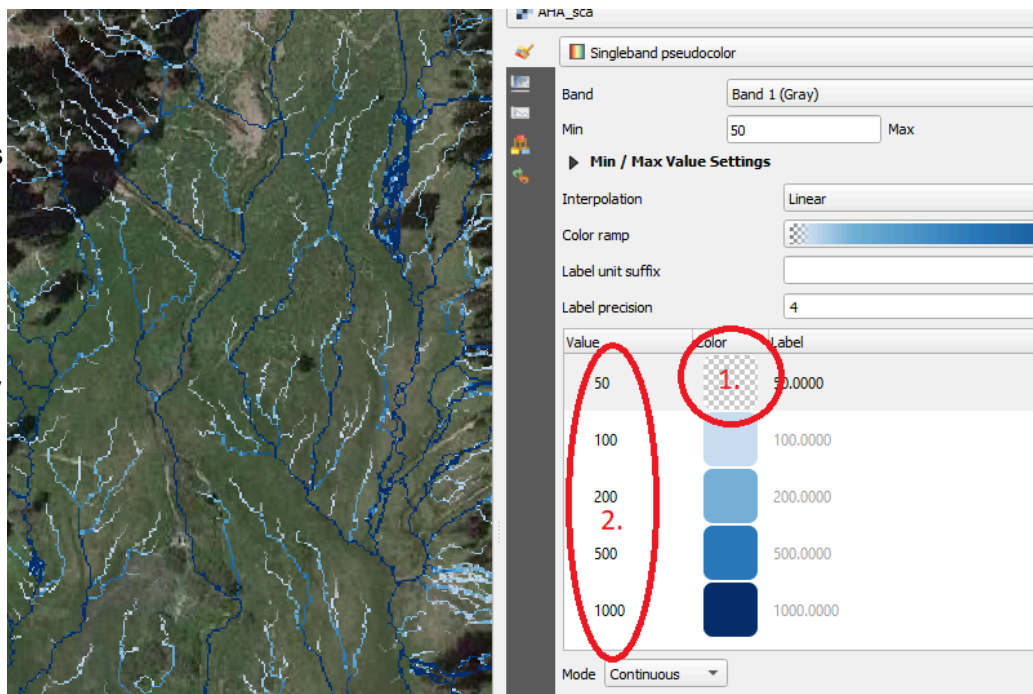 AHA_sca
Singleband pseudocolor
Band Band 1 (Gray)
Min 50 Max
Min / Max Value Settings
Interpolation Linear
Color ramp
Label unit suffix
Label precision 4
Value Color Label
50 1. 50.0000
100 100.0000
200 200.0000
2.
500 500.0000
1000 1000.0000
Mode Continuous